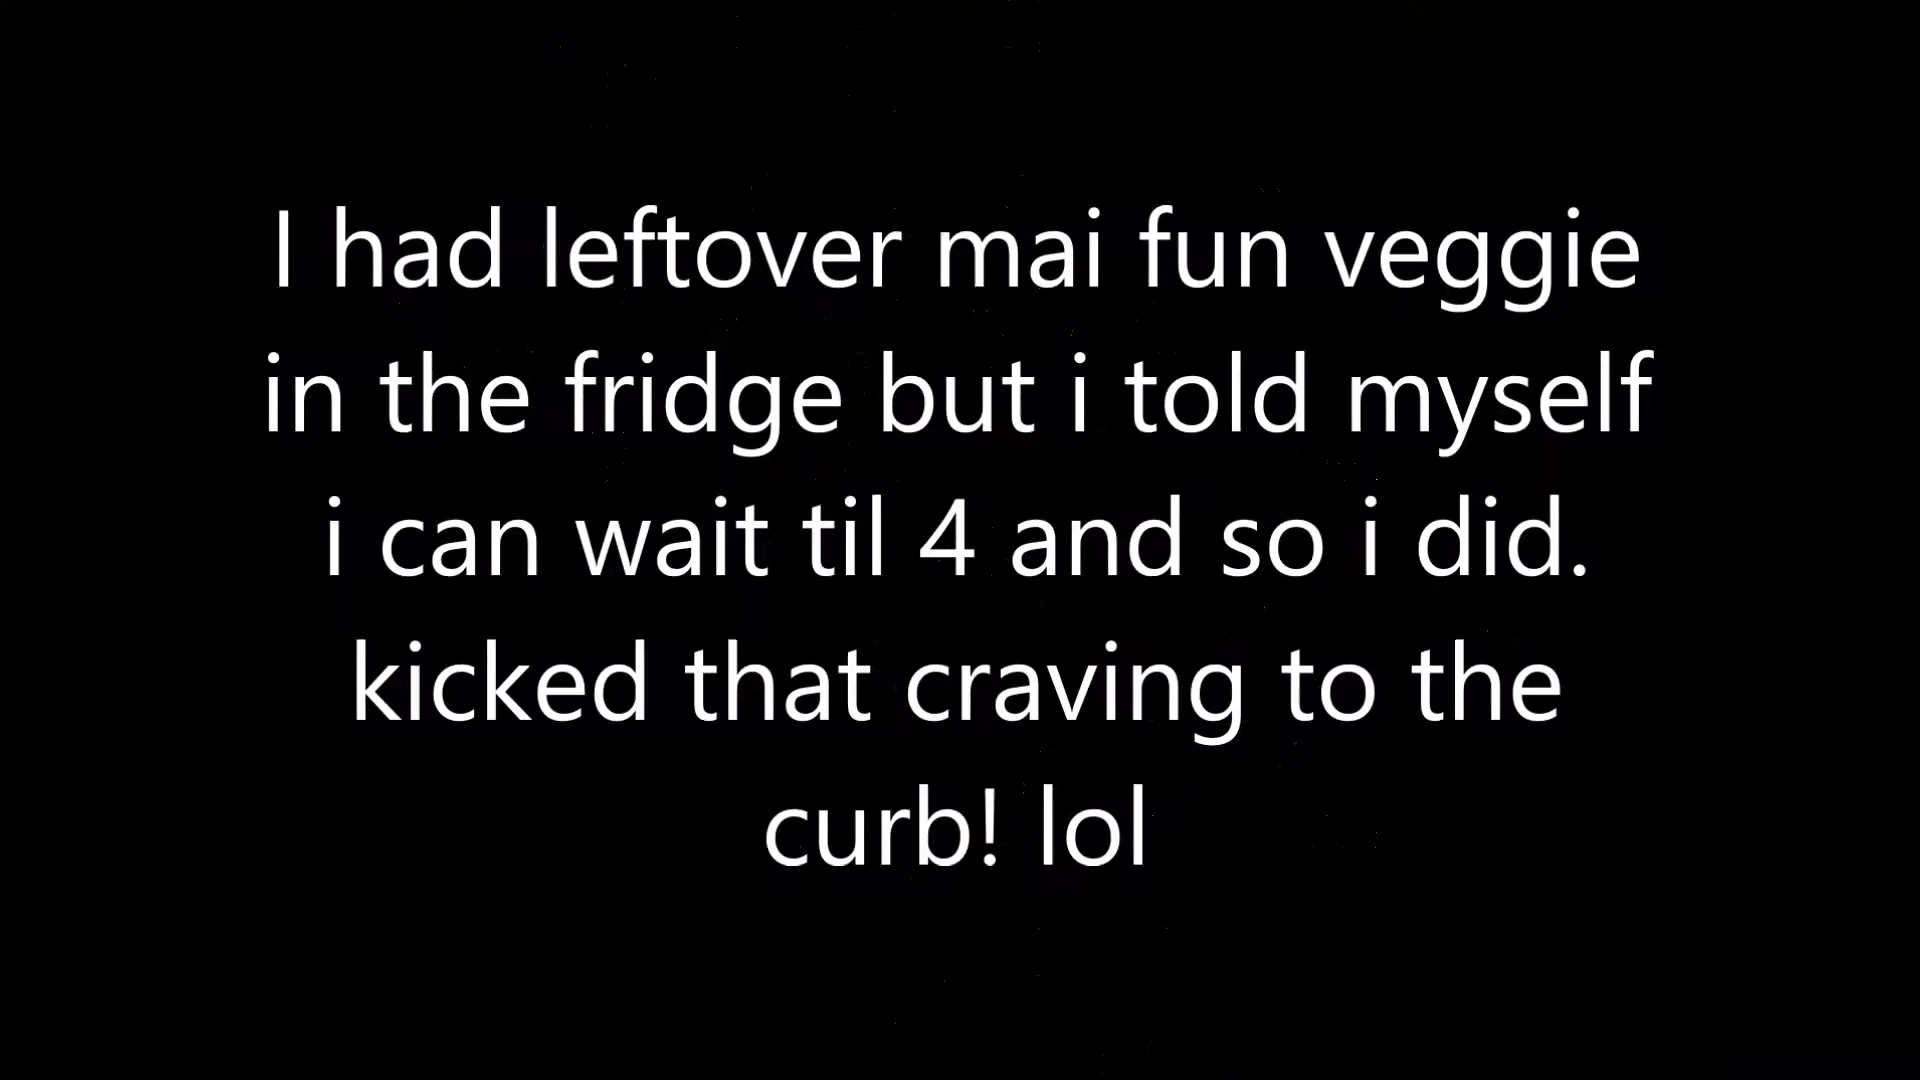 I had leftover mai fun veggie
in the fridge but i told myself
i can wait til 4 and so i did.
kicked that craving to the
curb! lol